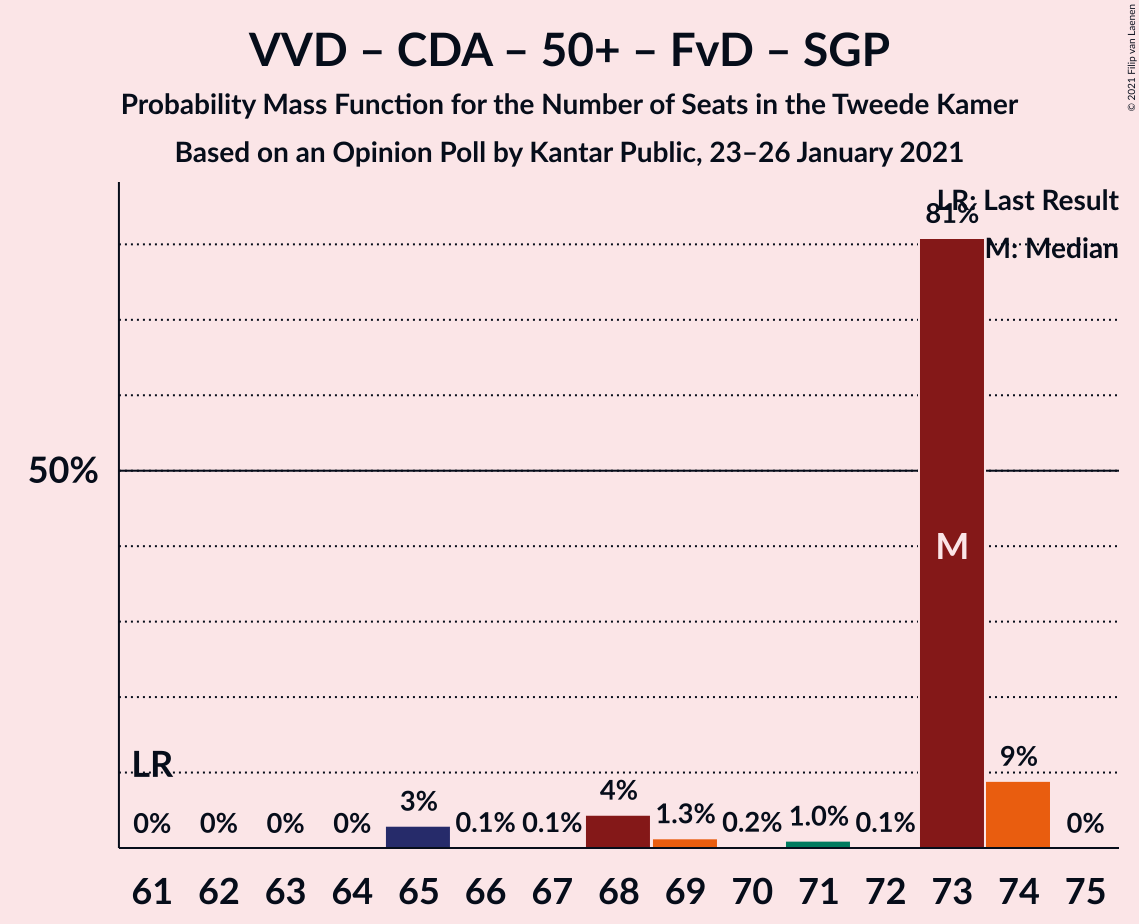 VVD – CDA – 50+ – FvD – SGP
Probability Mass Function for the Number of Seats in the Tweede Kamer
Based on an Opinion Poll by Kantar Public, 23–26 January 2021
© 2021 Filip van Laenen
LR: Last Result
M: Median
81%
50%
M
LR
9%
4%
3%
0% 0% 0% 0% 0.1% 0.1% 1.3% 0.2% 1.0% 0.1% 0%
61 62 63 64 65 66 67 68 69 70 71 72 73 74 75